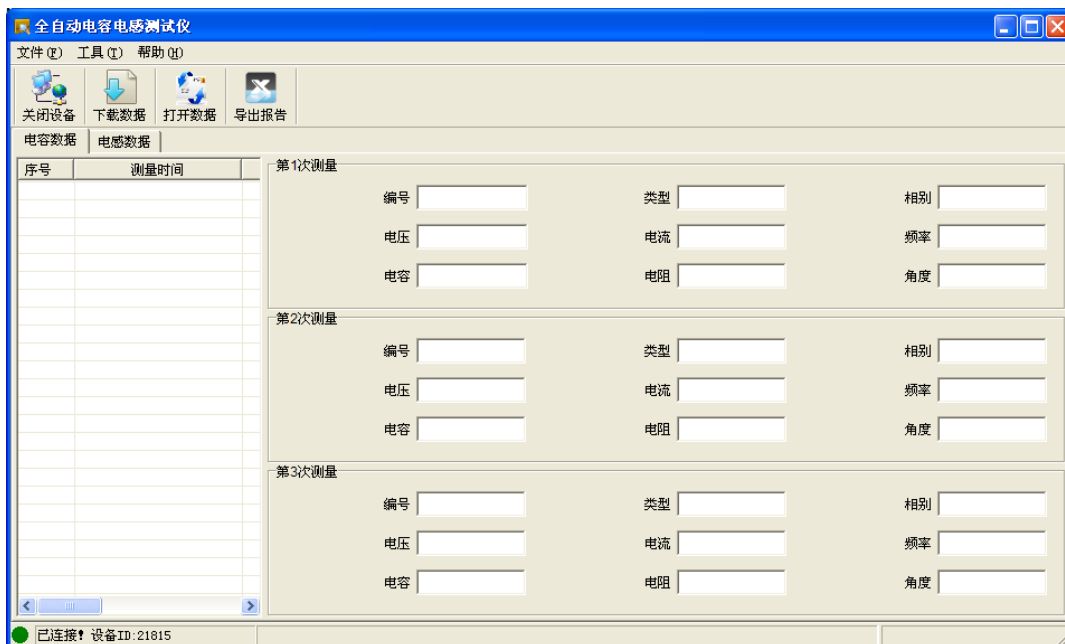 全自动电容电感测试仪
文件(F) 工具(T) 帮助(H)
关闭设备 下载数据 打开数据 导出报告
电容数据 电感数据
序号 测量时间
第1次测量
编号 类型 相别
电压 电流 频率
电容 电阻 角度
第2次测量
编号 类型 相别
电压 电流 频率
电容 电阻 角度
第3次测量
编号 类型 相别
电压 电流 频率
电容 电阻 角度
已连接! 设备ID:21815